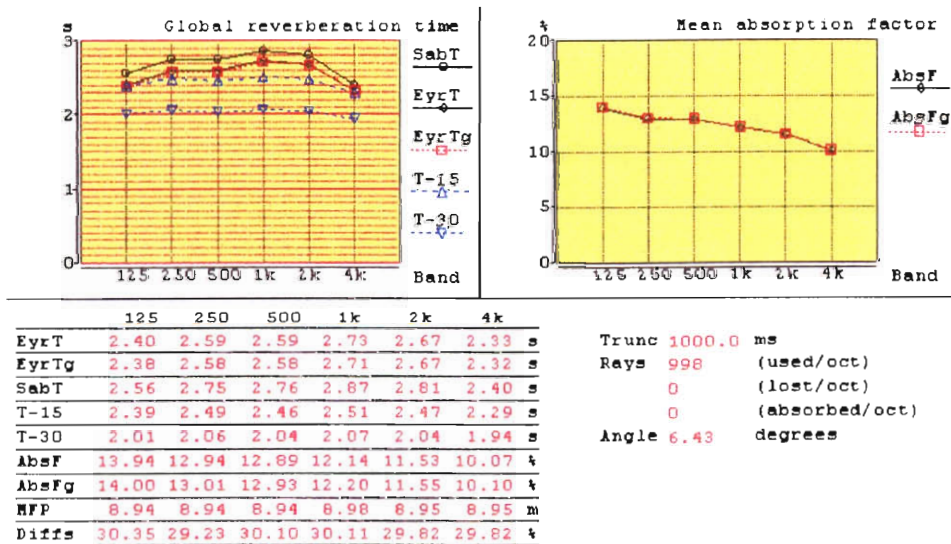 s Global reverberation time
3
2
1
0
125 250 500 1k 2k 4k Band
SabT
EyrT
EyrTg
T-15
T-30
% Mean absorption factor
20
15
10
5
0
125 250 500 1k 2k 4k Band
AbsF
AbsFg
125 250 500 1k 2k 4k
EyrT 2.40 2.59 2.59 2.73 2.67 2.33 s
EyrTg 2.38 2.58 2.58 2.71 2.67 2.32 s
SabT 2.56 2.75 2.76 2.87 2.81 2.40 s
T-15 2.39 2.49 2.46 2.51 2.47 2.29 s
T-30 2.01 2.06 2.04 2.07 2.04 1.94 s
AbsF 13.94 12.94 12.89 12.14 11.53 10.07 %
AbsFg 14.00 13.01 12.93 12.20 11.55 10.10 %
MFP 8.94 8.94 8.94 8.98 8.95 8.95 m
Diffs 30.35 29.23 30.10 30.11 29.82 29.82 %
Trunc 1000.0 ms
Rays 998 (used/oct)
0 (lost/oct)
0 (absorbed/oct)
Angle 6.43 degrees